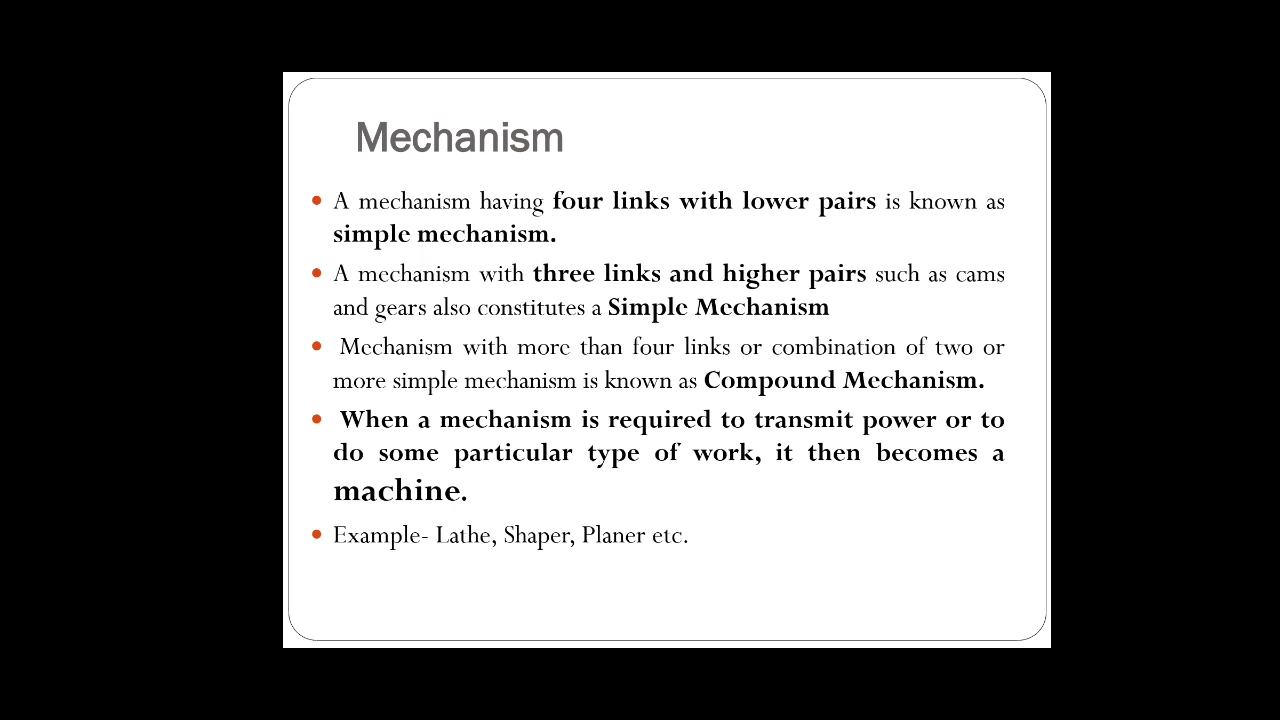 Mechanism
• A mechanism having four links with lower pairs is known as
simple mechanism.
• A mechanism with three links and higher pairs such as cams
and gears also constitutes a Simple Mechanism
• Mechanism with more than four links or combination of two or
more simple mechanism is known as Compound Mechanism.
• When a mechanism is required to transmit power or to
do some particular type of work, it then becomes a
machine.
• Example- Lathe, Shaper, Planer etc.